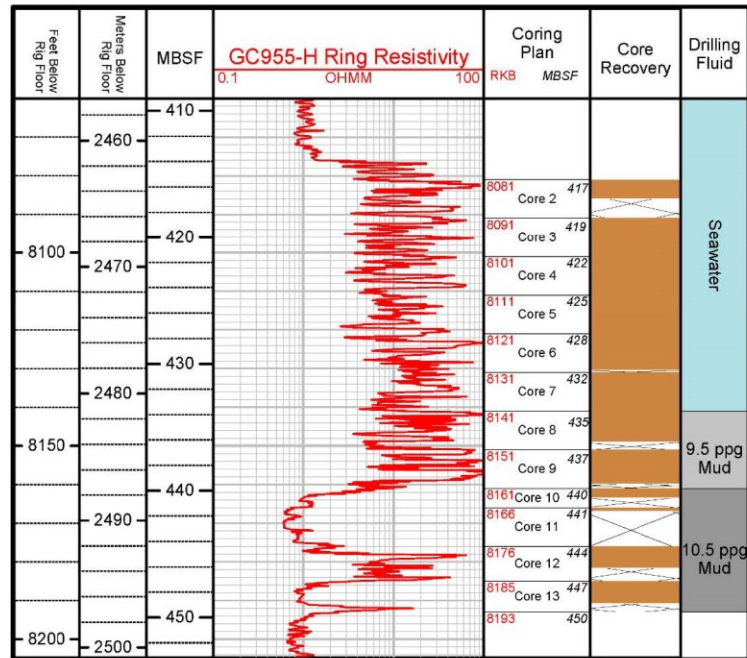 Feet Below
Rig Floor
Meters Below
Rig Floor
MBSF
GC955-H Ring Resistivity
0.1 OHMM 100
Coring
Plan
RKB MBSF
Core
Recovery
Drilling
Fluid
410
2460
8081 417
Core 2
8091 419
Core 3
420
8100
2470
8101 422
Core 4
8111 425
Core 5
Seawater
8121 428
Core 6
430
8131 432
Core 7
2480
8141 435
Core 8
8150
8151 437
Core 9
9.5 ppg
Mud
440
8161 Core 10 440
8166 441
Core 11
2490
8176 444
Core 12
10.5 ppg
Mud
8185 447
Core 13
450
8193 450
8200
2500